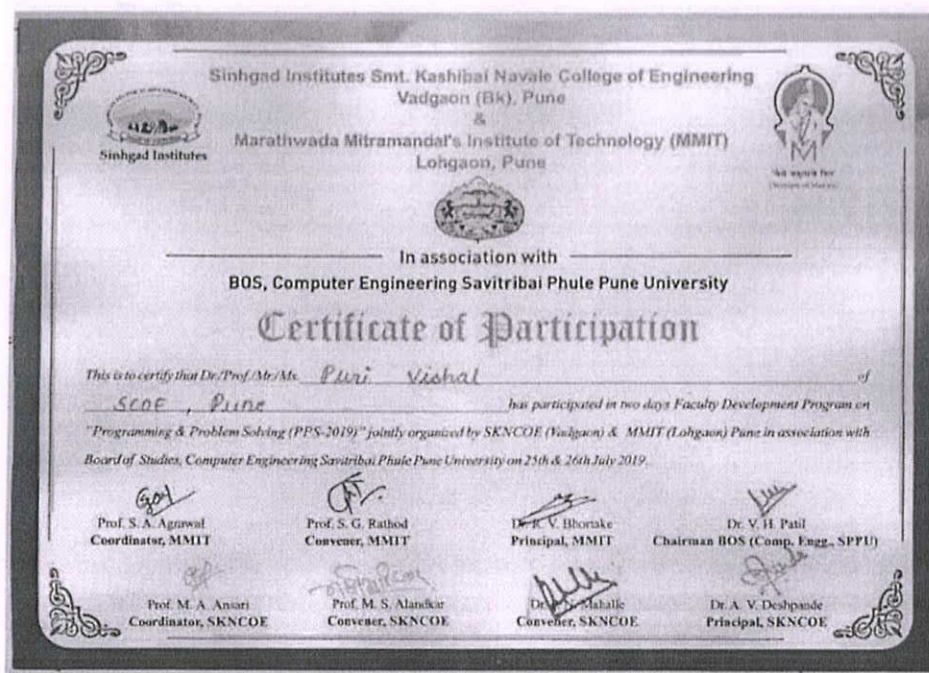 Sinhgad Institutes Smt. Kashibai Navale College of Engineering
Vadgaon (Bk), Pune
&
Marathwada Mitramandal's Institute of Technology (MMIT)
Lohgaon, Pune
Sinhgad Institutes
In association with
BOS, Computer Engineering Savitribai Phule Pune University
Certificate of Participation
This is to certify that Dr./Prof./Mr./Ms. Puri Vishal of
SCOE, Pune has participated in two days Faculty Development Program on
"Programming & Problem Solving (PPS-2019)" jointly organized by SKNCOE (Vadgaon) & MMIT (Lohgaon) Pune in association with
Board of Studies, Computer Engineering Savitribai Phule Pune University on 25th & 26th July 2019.
Prof. S. A. Agrawal Prof. S. G. Rathod Dr. R. V. Bhortake Dr. V. H. Patil
Coordinator, MMIT Convener, MMIT Principal, MMIT Chairman BOS (Comp. Engg., SPPU)
Prof. M. A. Ansari Prof. M. S. Alandkar Dr. Mahalle Dr. A. V. Deshpande
Coordinator, SKNCOE Convener, SKNCOE Convener, SKNCOE Principal, SKNCOE